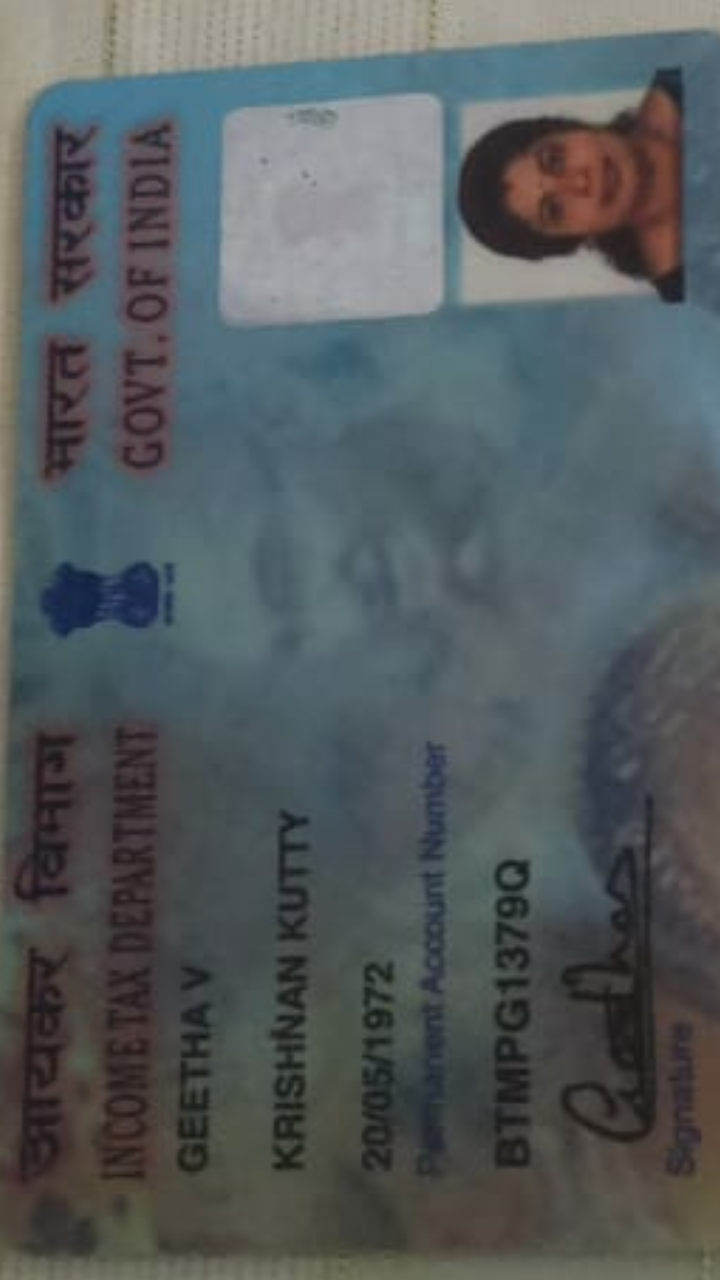 आयकर विभाग
भारत सरकार
INCOME TAX DEPARTMENT
GOVT. OF INDIA
GEETHA V
KRISHNAN KUTTY
20/05/1972
Permanent Account Number
BTMPG1379Q
Signature